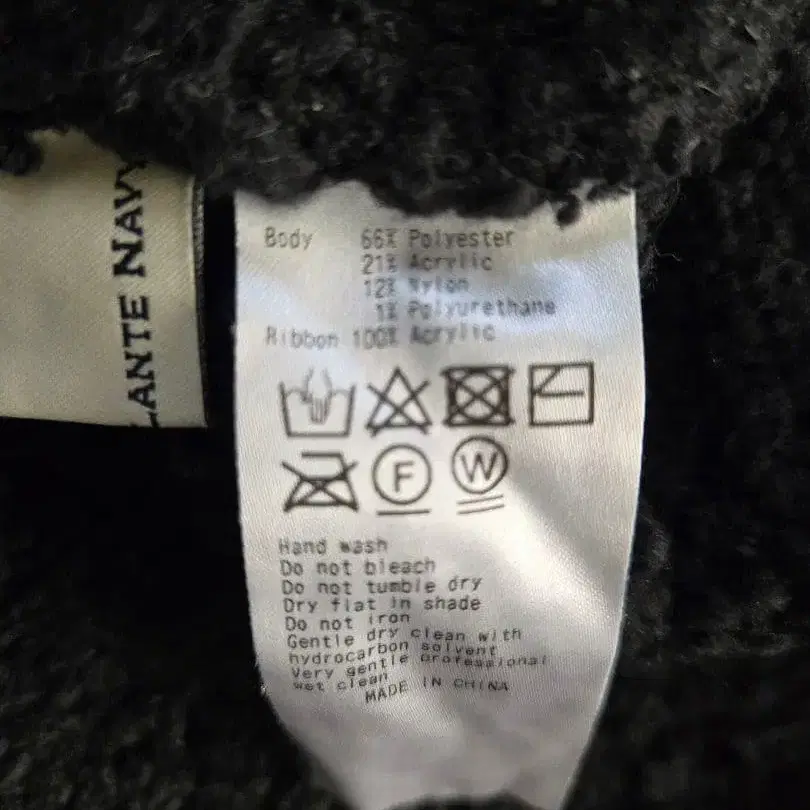 LANTE NAVY
Body 66% Polyester
21% Acrylic
12% Nylon
1% Polyurethane
Ribbon 100% Acrylic
F W
Hand wash
Do not bleach
Do not tumble dry
Dry flat in shade
Do not iron
Gentle dry clean with
hydrocarbon solvent
Very gentle professional
wet clean
MADE IN CHINA